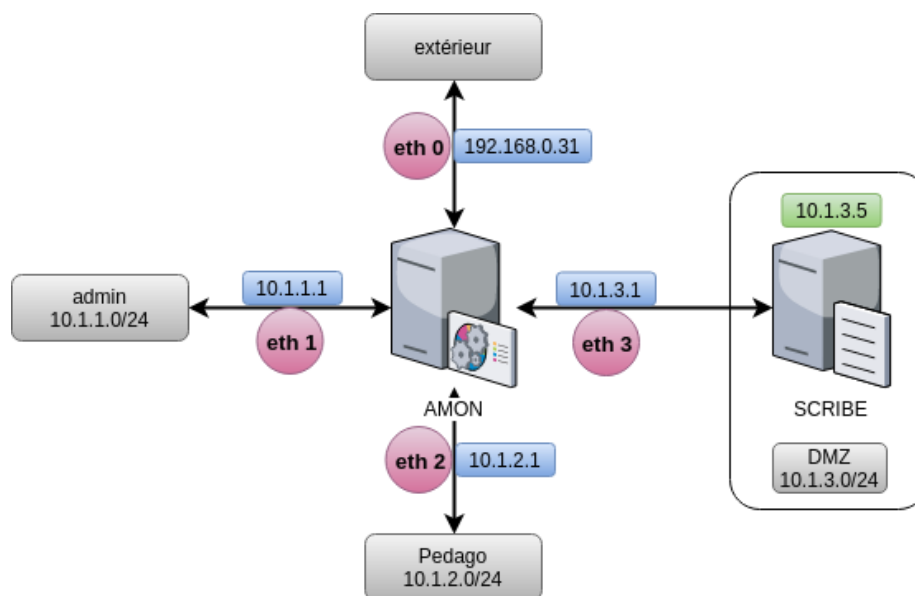 extérieur
eth 0
192.168.0.31
10.1.3.5
admin
10.1.1.0/24
10.1.1.1
eth 1
10.1.3.1
eth 3
AMON
SCRIBE
eth 2
10.1.2.1
DMZ
10.1.3.0/24
Pedago
10.1.2.0/24